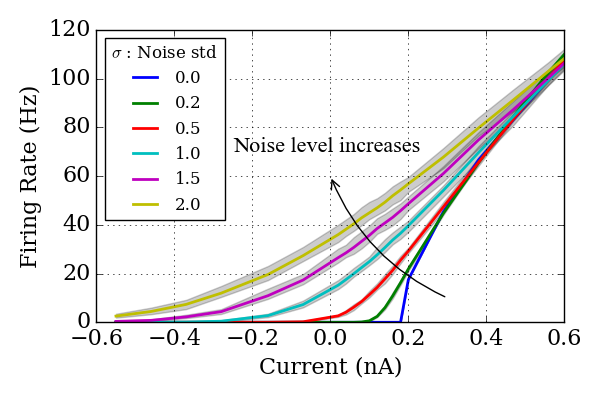 120
100
80
60
40
20
0
Firing Rate (Hz)
σ : Noise std
0.0
0.2
0.5
1.0
1.5
2.0
Noise level increases
−0.6 −0.4 −0.2 0.0 0.2 0.4 0.6
Current (nA)